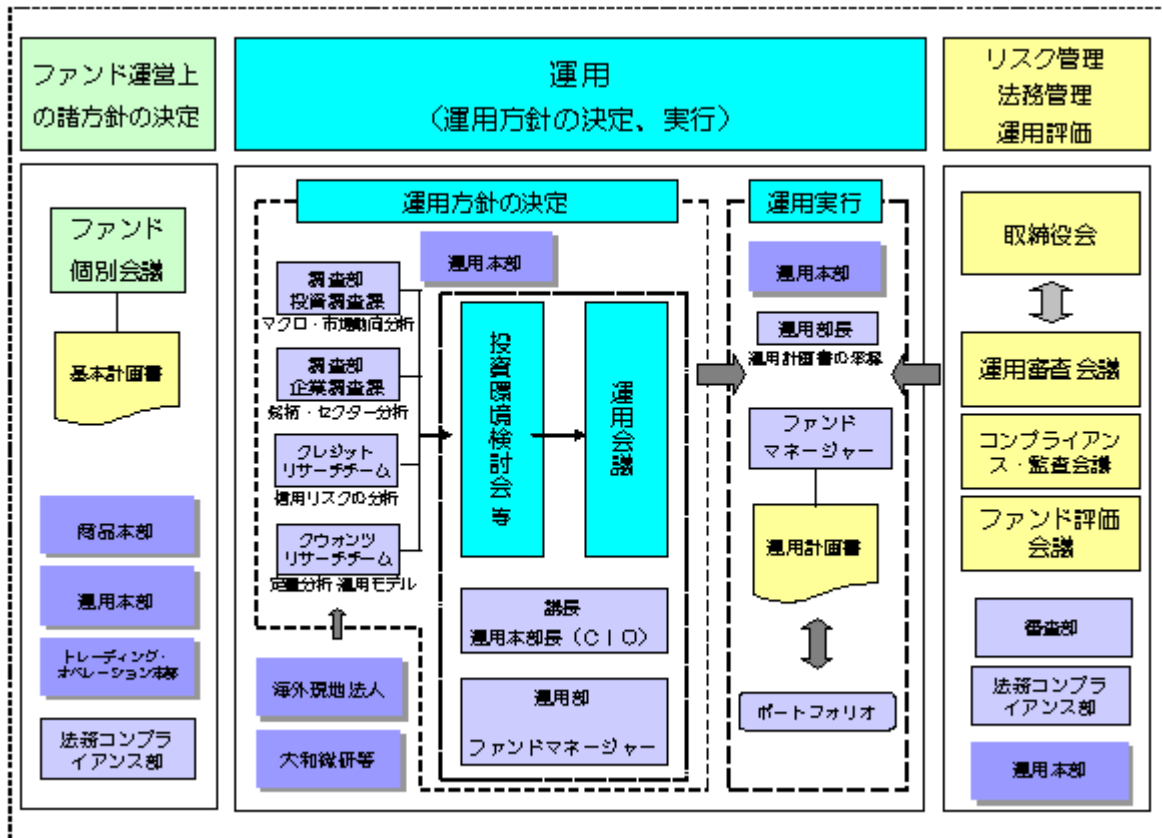 ファンド運営上
の諸方針の決定
運用
（運用方針の決定、実行）
リスク管理
法務管理
運用評価
ファンド
個別会議
基本計画書
商品本部
運用本部
トレーディング・
オペレーション本部
法務コンプラ
イアンス部
運用方針の決定
運用本部
調査部
投資調査課
マクロ・市場動向分析
調査部
企業調査課
銘柄・セクター分析
クレジット
リサーチチーム
信用リスクの分析
クウォンツ
リサーチチーム
定量分析・運用モデル
海外現地法人
大和総研等
投資環境検討会等
運用会議
議長
運用本部長（ＣＩＯ）
運用部
ファンドマネージャー
運用実行
運用本部
運用部長
運用計画書の承認
ファンド
マネージャー
運用計画書
ポートフォリオ
取締役会
運用審査会議
コンプライアン
ス・監査会議
ファンド評価
会議
審査部
法務コンプラ
イアンス部
運用本部